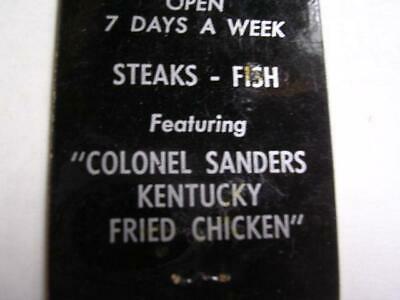 OPEN
7 DAYS A WEEK
STEAKS - FISH
Featuring
"COLONEL SANDERS
KENTUCKY
FRIED CHICKEN"